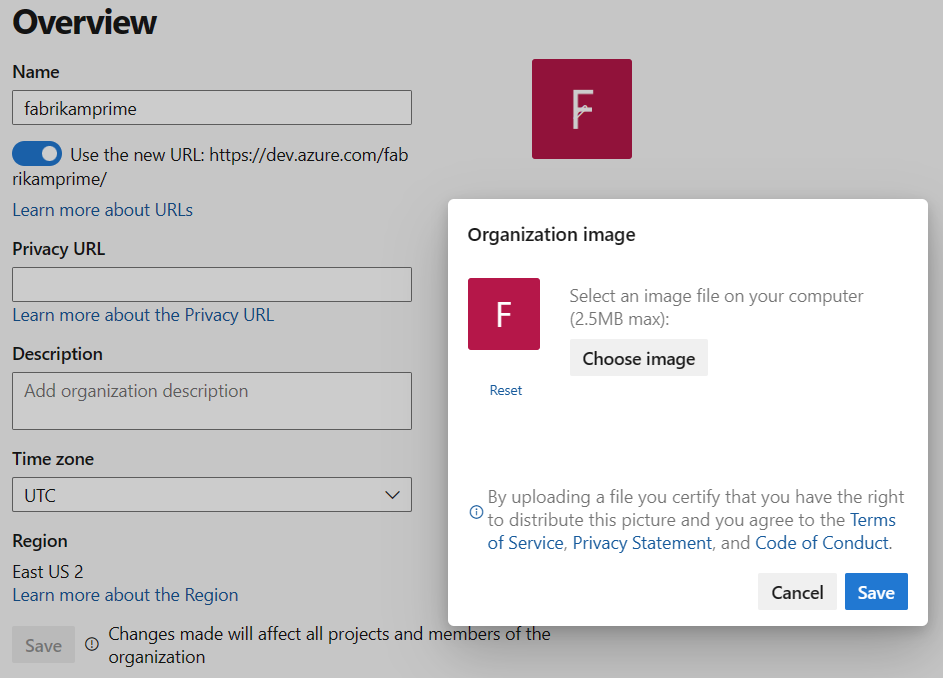 Overview
Name
fabrikamprime
Use the new URL: https://dev.azure.com/fab
rikamprime/
Learn more about URLs
Privacy URL
Learn more about the Privacy URL
Description
Add organization description
Time zone
UTC
Region
East US 2
Learn more about the Region
Save
Changes made will affect all projects and members of the
organization
F
Organization image
F
Select an image file on your computer
(2.5MB max):
Choose image
Reset
By uploading a file you certify that you have the right
to distribute this picture and you agree to the Terms
of Service, Privacy Statement, and Code of Conduct.
Cancel
Save